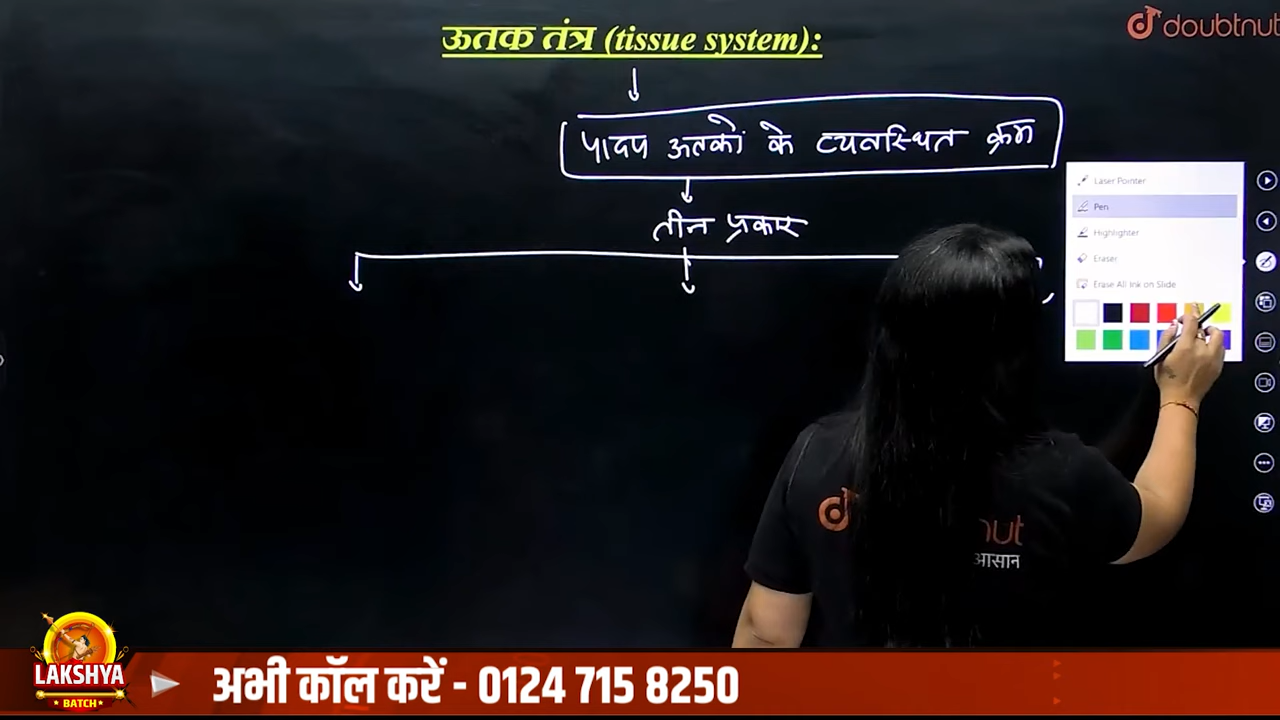 ऊतक तंत्र (tissue system):
doubtnut
पादप ऊतकों के व्यवस्थित क्रम
तीन प्रकार
Laser Pointer
Pen
Highlighter
Eraser
Erase All Ink on Slide
nut
आसान
LAKSHYA
BATCH
अभी कॉल करें - 0124 715 8250